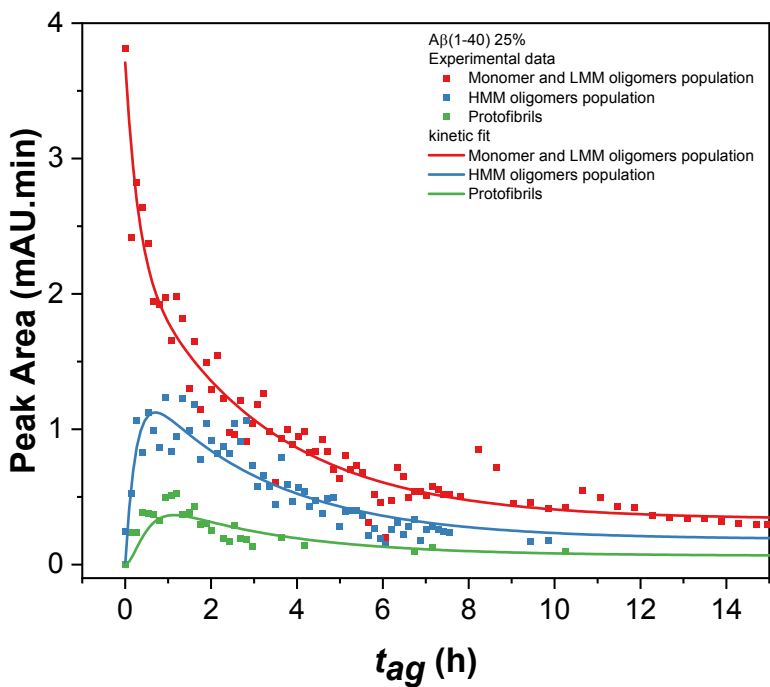 Aβ(1-40) 25%
Experimental data
Monomer and LMM oligomers population
HMM oligomers population
Protofibrils
kinetic fit
Monomer and LMM oligomers population
HMM oligomers population
Protofibrils
Peak Area (mAU.min)
4
3
2
1
0
0 2 4 6 8 10 12 14
tag (h)